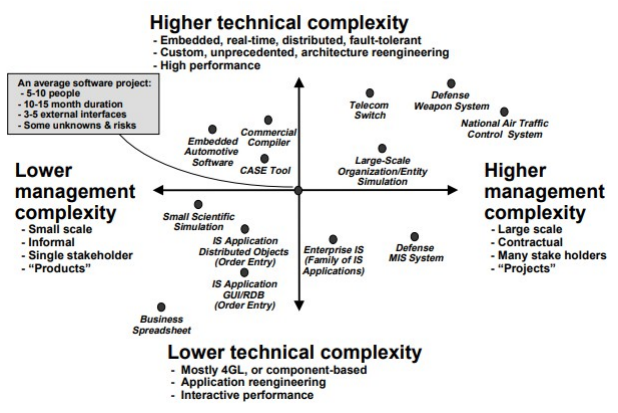 Higher technical complexity
- Embedded, real-time, distributed, fault-tolerant
- Custom, unprecedented, architecture reengineering
- High performance
An average software project:
- 5-10 people
- 10-15 month duration
- 3-5 external interfaces
- Some unknowns & risks
Defense
Weapon System
Telecom
Switch
National Air Traffic
Control System
Commercial
Compiler
Embedded
Automotive
Software
CASE Tool
Large-Scale
Organization/Entity
Simulation
Lower
management
complexity
- Small scale
- Informal
- Single stakeholder
- “Products”
Higher
management
complexity
- Large scale
- Contractual
- Many stake holders
- “Projects”
Small Scientific
Simulation
IS Application
Distributed Objects
(Order Entry)
Enterprise IS
(Family of IS
Applications)
Defense
MIS System
IS Application
GUI/RDB
(Order Entry)
Business
Spreadsheet
Lower technical complexity
- Mostly 4GL, or component-based
- Application reengineering
- Interactive performance